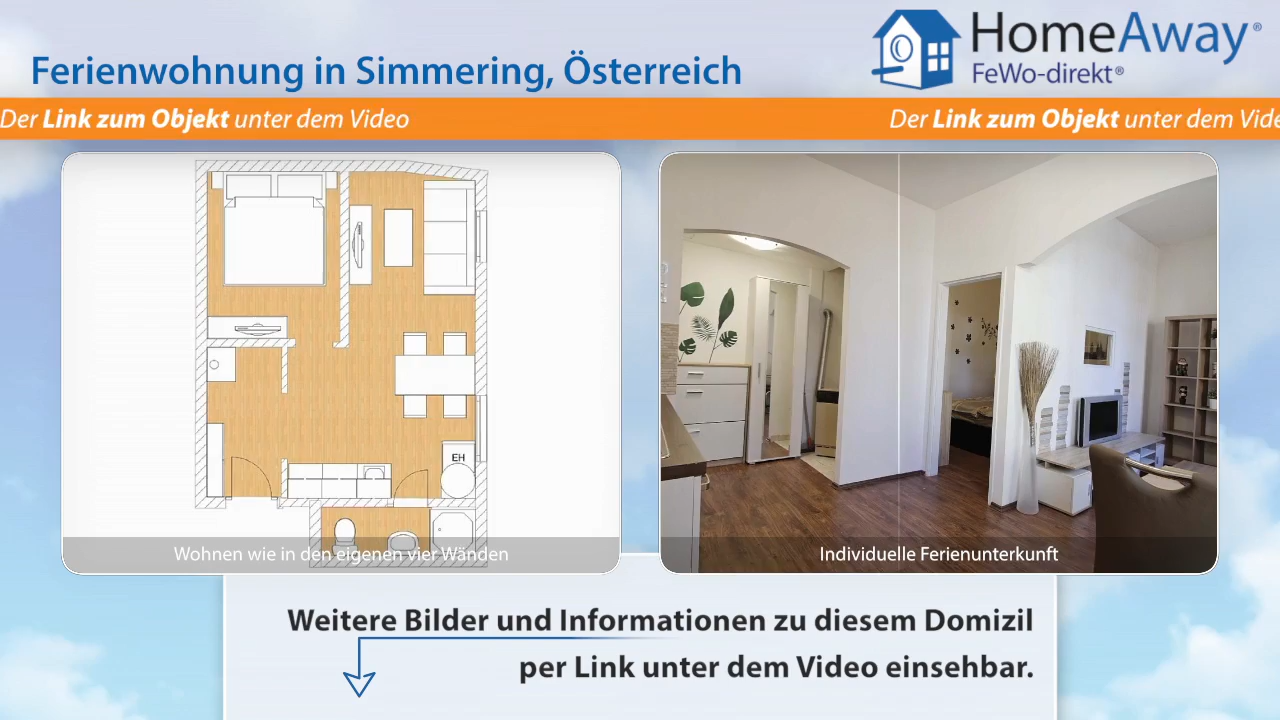 HomeAway®
FeWo-direkt®
Ferienwohnung in Simmering, Österreich
Der Link zum Objekt unter dem Video
Der Link zum Objekt unter dem Vide
EH
Wohnen wie in den eigenen vier Wänden
Individuelle Ferienunterkunft
Weitere Bilder und Informationen zu diesem Domizil
per Link unter dem Video einsehbar.